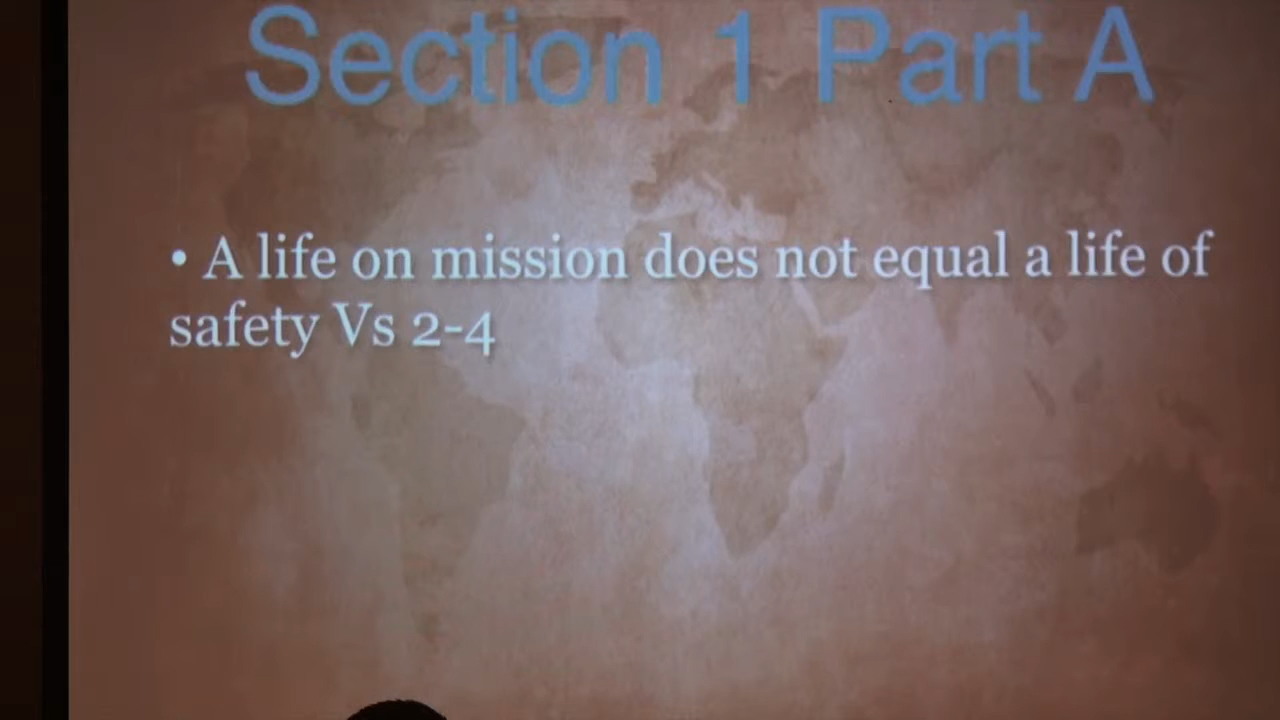 Section 1 Part A
• A life on mission does not equal a life of
safety Vs 2-4